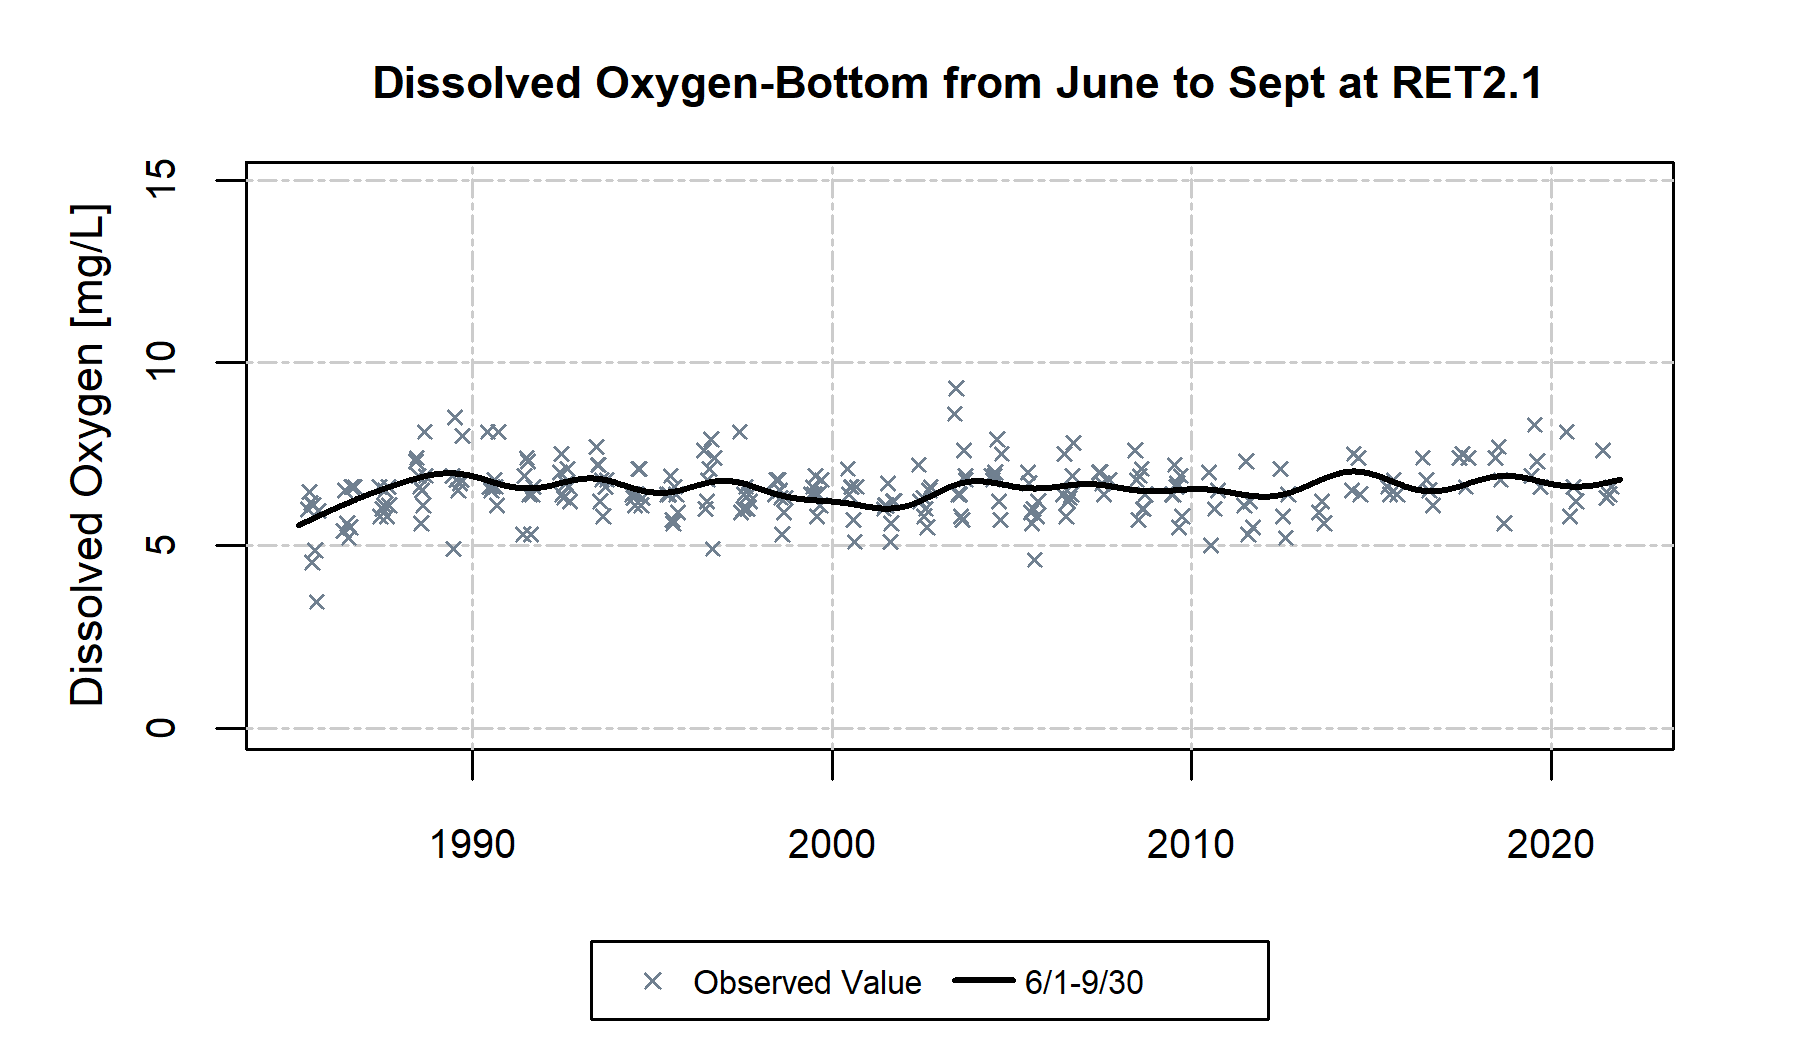 Dissolved Oxygen-Bottom from June to Sept at RET2.1
Dissolved Oxygen [mg/L]
15
10
5
0
1990 2000 2010 2020
Observed Value 6/1-9/30